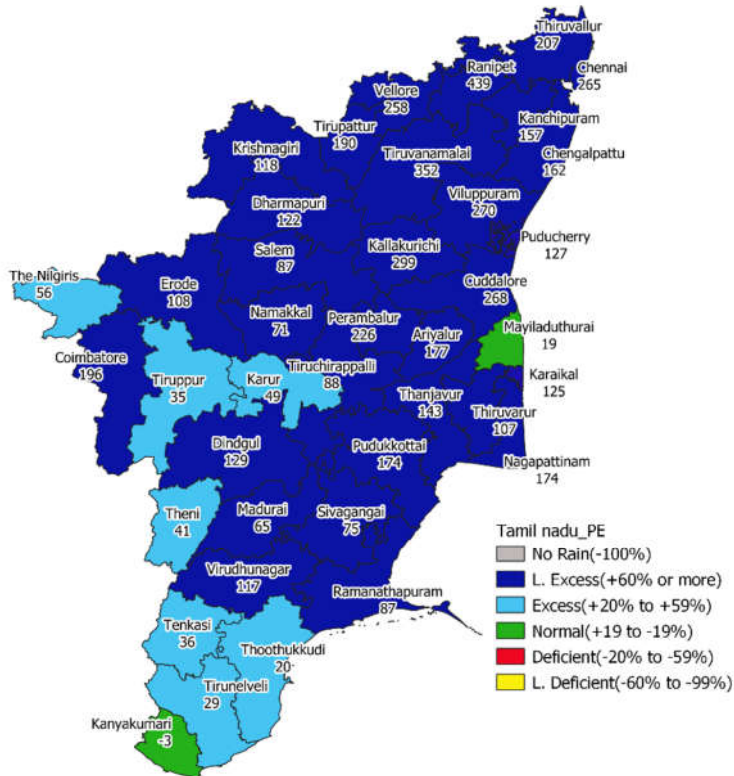 Thiruvallur
207
Ranipet
439
Chennai
265
Vellore
258
Kanchipuram
157
Tirupattur
190
Krishnagiri
118
Tiruvanamalai
352
Chengalpattu
162
Viluppuram
270
Dharmapuri
122
Puducherry
127
Salem
87
Kallakurichi
299
The Nilgiris
56
Erode
108
Cuddalore
268
Namakkal
71
Perambalur
226
Ariyalur
177
Mayiladuthurai
19
Coimbatore
196
Tiruppur
35
Karur
49
Tiruchirappalli
88
Karaikal
125
Thanjavur
143
Thiruvarur
107
Dindgul
129
Pudukkottai
174
Nagapattinam
174
Theni
41
Madurai
65
Sivagangai
75
Virudhunagar
117
Ramanathapuram
87
Tenkasi
36
Thoothukkudi
20
Tirunelveli
29
Kanyakumari
-3
Tamil nadu_PE
No Rain(-100%)
L. Excess(+60% or more)
Excess(+20% to +59%)
Normal(+19 to -19%)
Deficient(-20% to -59%)
L. Deficient(-60% to -99%)